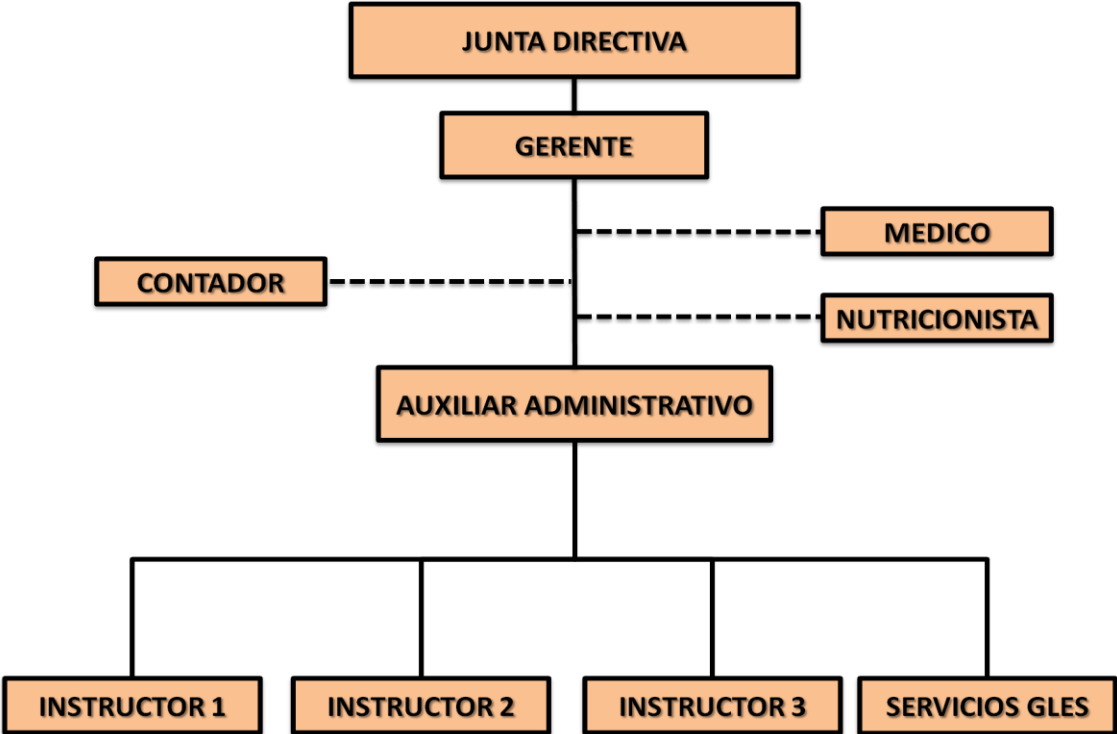 JUNTA DIRECTIVA
GERENTE
MEDICO
CONTADOR
NUTRICIONISTA
AUXILIAR ADMINISTRATIVO
INSTRUCTOR 1
INSTRUCTOR 2
INSTRUCTOR 3
SERVICIOS GLES